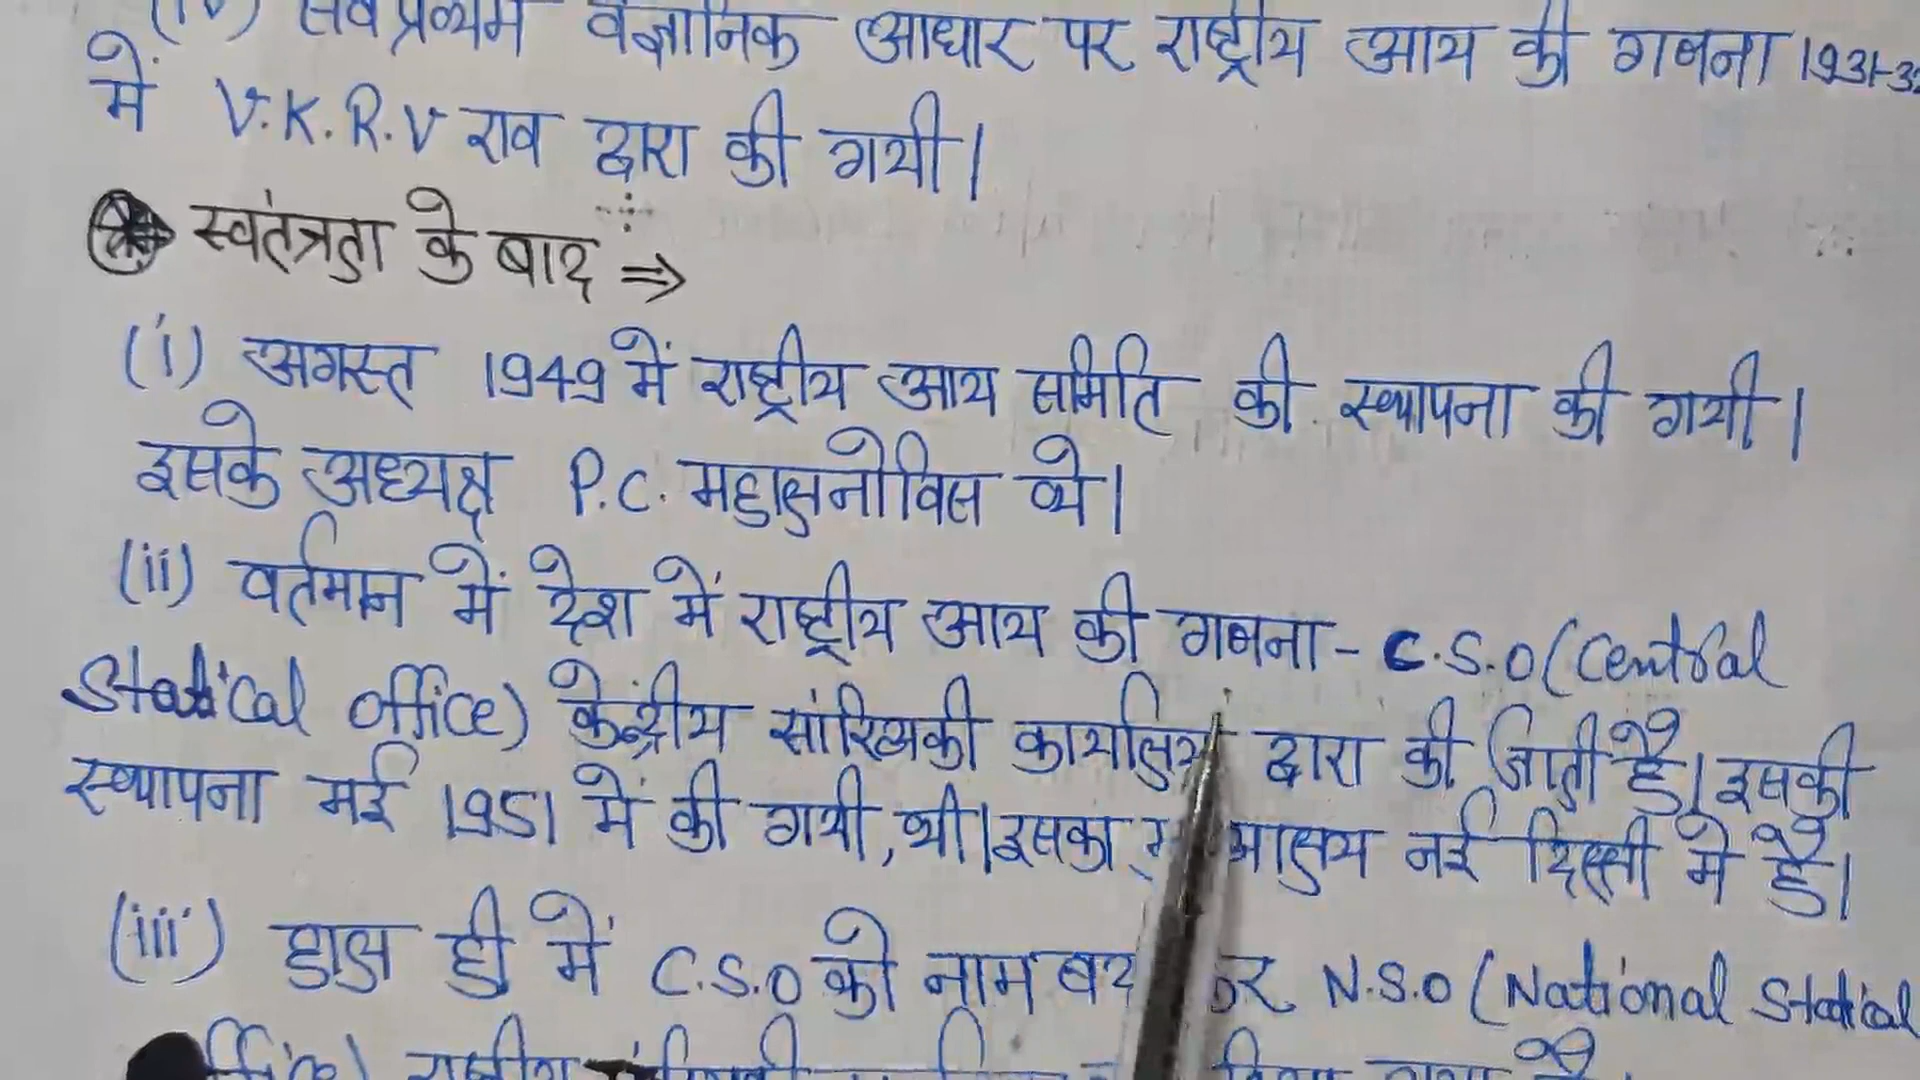 (iv) सर्वप्रथम वैज्ञानिक आधार पर राष्ट्रीय आय की गणना 1931-32
में V.K.R.V राव द्वारा की गयी।
स्वतंत्रता के बाद ⇒
(i) अगस्त 1949 में राष्ट्रीय आय समिति की स्थापना की गयी।
इसके अध्यक्ष P.C. महालनोविस थे।
(ii) वर्तमान में देश में राष्ट्रीय आय की गणना - C.S.O (Central
Statical office) केन्द्रीय सांख्यिकी कार्यालय द्वारा की जाती है। इसकी
स्थापना मई 1951 में की गयी, थी। इसका नई दिल्ली में है।
(iii) हाल ही में C.S.O को नाम N.S.O (National Statical
office) राष्ट्रीय